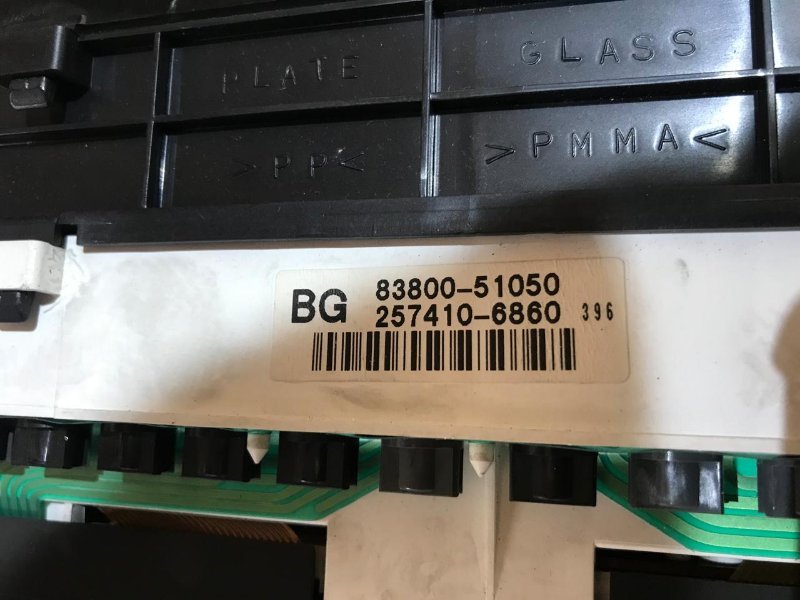 PLATE GLASS
>PP< >PMMA<
BG 83800-51050
257410-6860 396